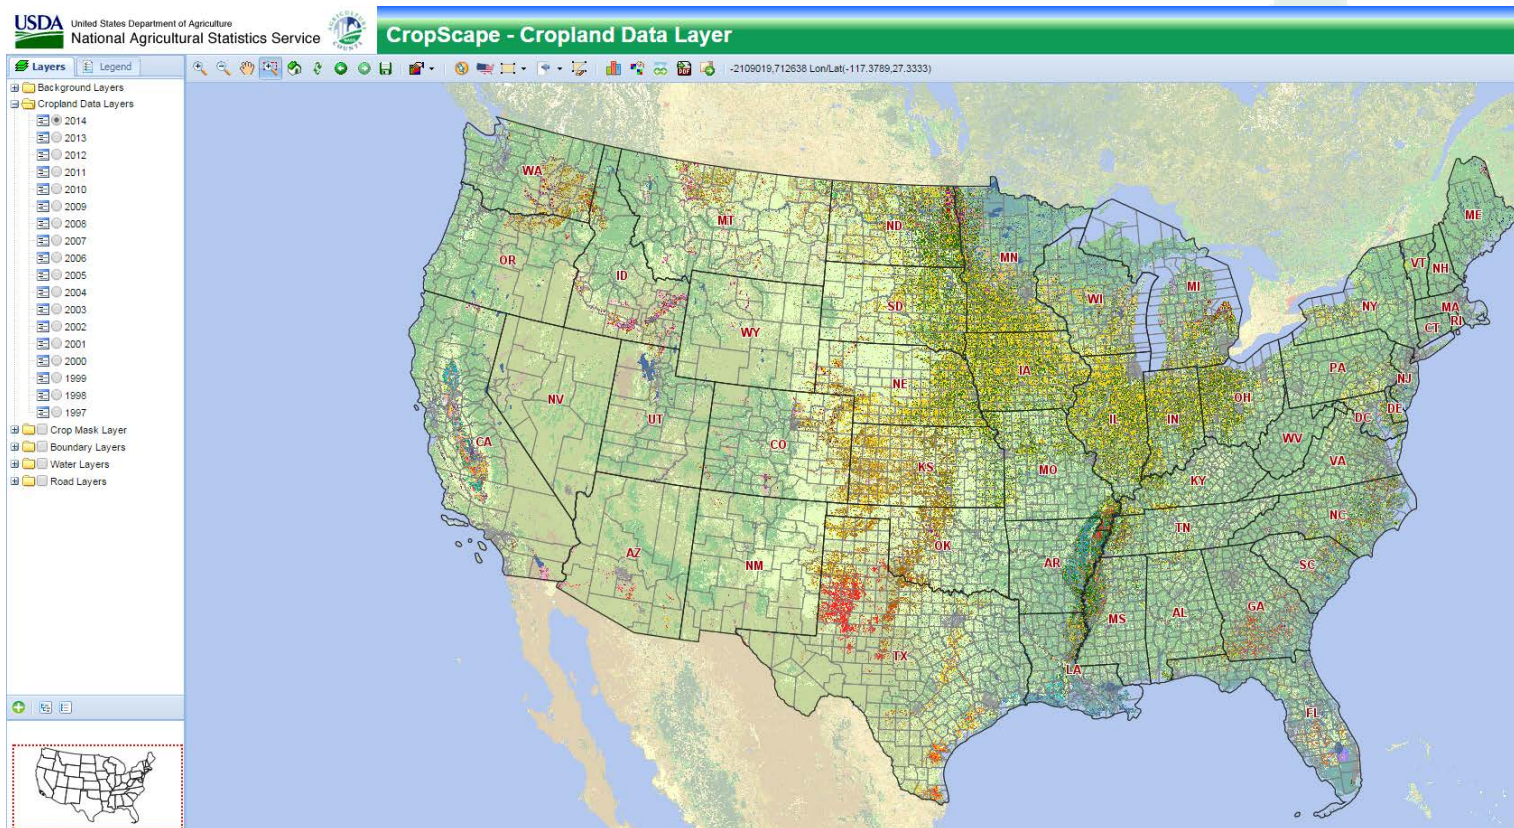 USDA United States Department of Agriculture
National Agricultural Statistics Service
AGRICULTURE COUNTS
CropScape - Cropland Data Layer
Layers Legend
-2109019,712638 Lon/Lat(-117.3789,27.3333)
PDF
Background Layers
Cropland Data Layers
2014
2013
2012
2011
2010
2009
2008
2007
2006
2005
2004
2003
2002
2001
2000
1999
1998
1997
Crop Mask Layer
Boundary Layers
Water Layers
Road Layers
WA
MT
ND
MN
ME
OR
ID
WY
SD
WI
MI
VT
NH
NY
MA
CT
RI
NV
UT
NE
IA
PA
NJ
CA
CO
IL
IN
OH
DE
DC
WV
KS
MO
KY
VA
AZ
NM
OK
AR
TN
NC
SC
TX
LA
MS
AL
GA
FL